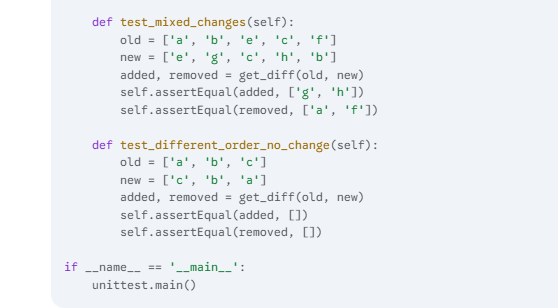 def test_mixed_changes(self):
        old = ['a', 'b', 'e', 'c', 'f']
        new = ['e', 'g', 'c', 'h', 'b']
        added, removed = get_diff(old, new)
        self.assertEqual(added, ['g', 'h'])
        self.assertEqual(removed, ['a', 'f'])

    def test_different_order_no_change(self):
        old = ['a', 'b', 'c']
        new = ['c', 'b', 'a']
        added, removed = get_diff(old, new)
        self.assertEqual(added, [])
        self.assertEqual(removed, [])

if __name__ == '__main__':
    unittest.main()